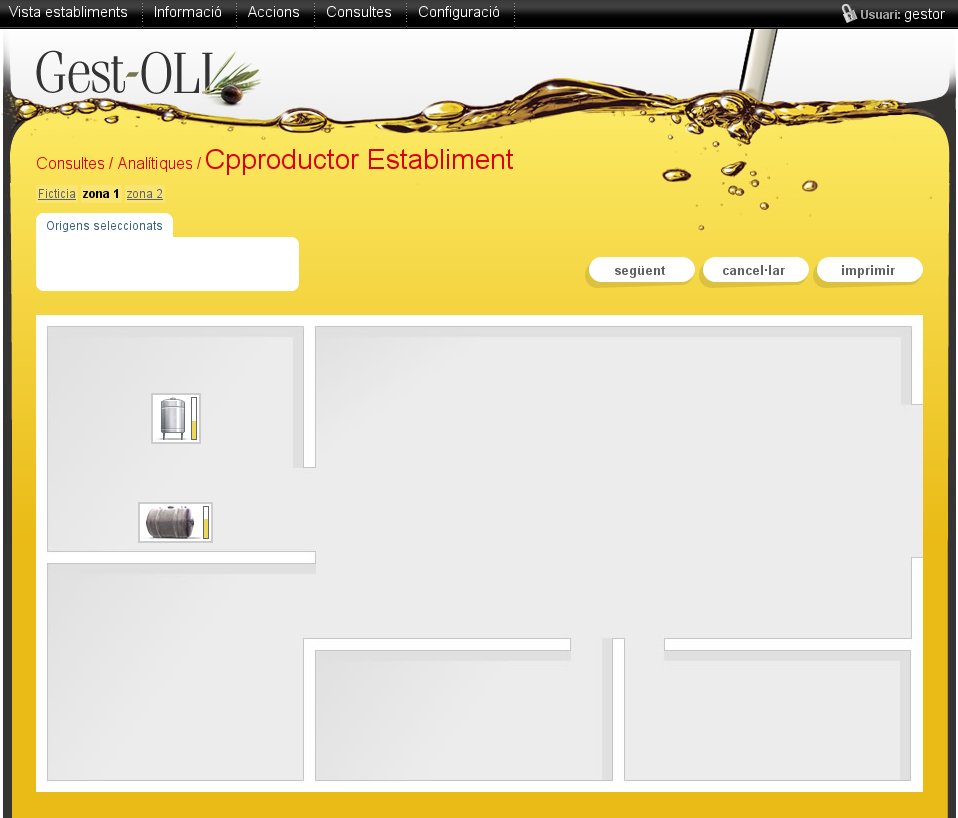 Vista establiments Informació Accions Consultes Configuració Usuari: gestor
Gest-OLI
Consultes / Analítiques / Cpproductor Establiment
Ficticia zona 1 zona 2
Origens seleccionats
següent cancel·lar imprimir